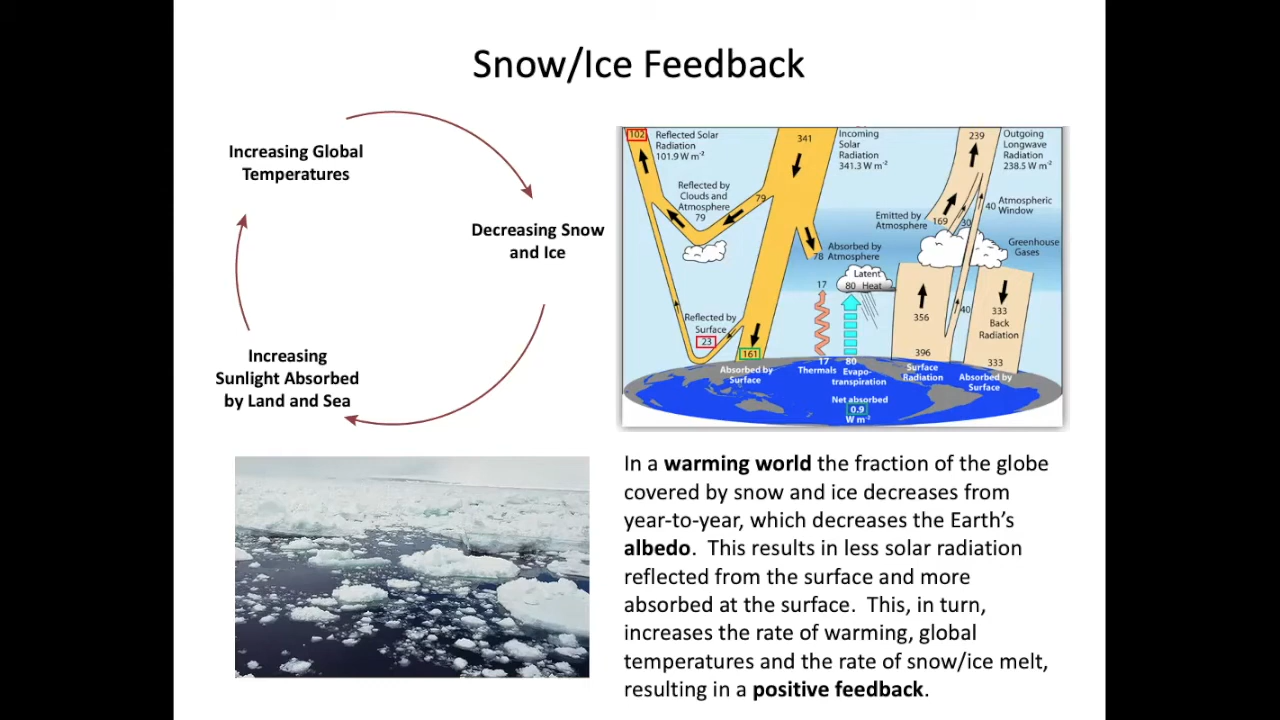 Snow/Ice Feedback
Increasing Global
Temperatures
Decreasing Snow
and Ice
Increasing
Sunlight Absorbed
by Land and Sea
102
Reflected Solar
Radiation
101.9 W m⁻²
341
Incoming
Solar
Radiation
341.3 W m⁻²
239
Outgoing
Longwave
Radiation
238.5 W m⁻²
Reflected by
Clouds and
Atmosphere
79
79
Emitted by
Atmosphere
169
30
40
Atmospheric
Window
Greenhouse
Gases
78
Absorbed by
Atmosphere
Latent
80 Heat
17
356
40
333
Back
Radiation
Reflected by
Surface
23
161
Absorbed by
Surface
17
Thermals
80
Evapo-
transpiration
396
Surface
Radiation
333
Absorbed by
Surface
Net absorbed
0.9
W m⁻²
In a warming world the fraction of the globe
covered by snow and ice decreases from
year-to-year, which decreases the Earth’s
albedo.  This results in less solar radiation
reflected from the surface and more
absorbed at the surface.  This, in turn,
increases the rate of warming, global
temperatures and the rate of snow/ice melt,
resulting in a positive feedback.